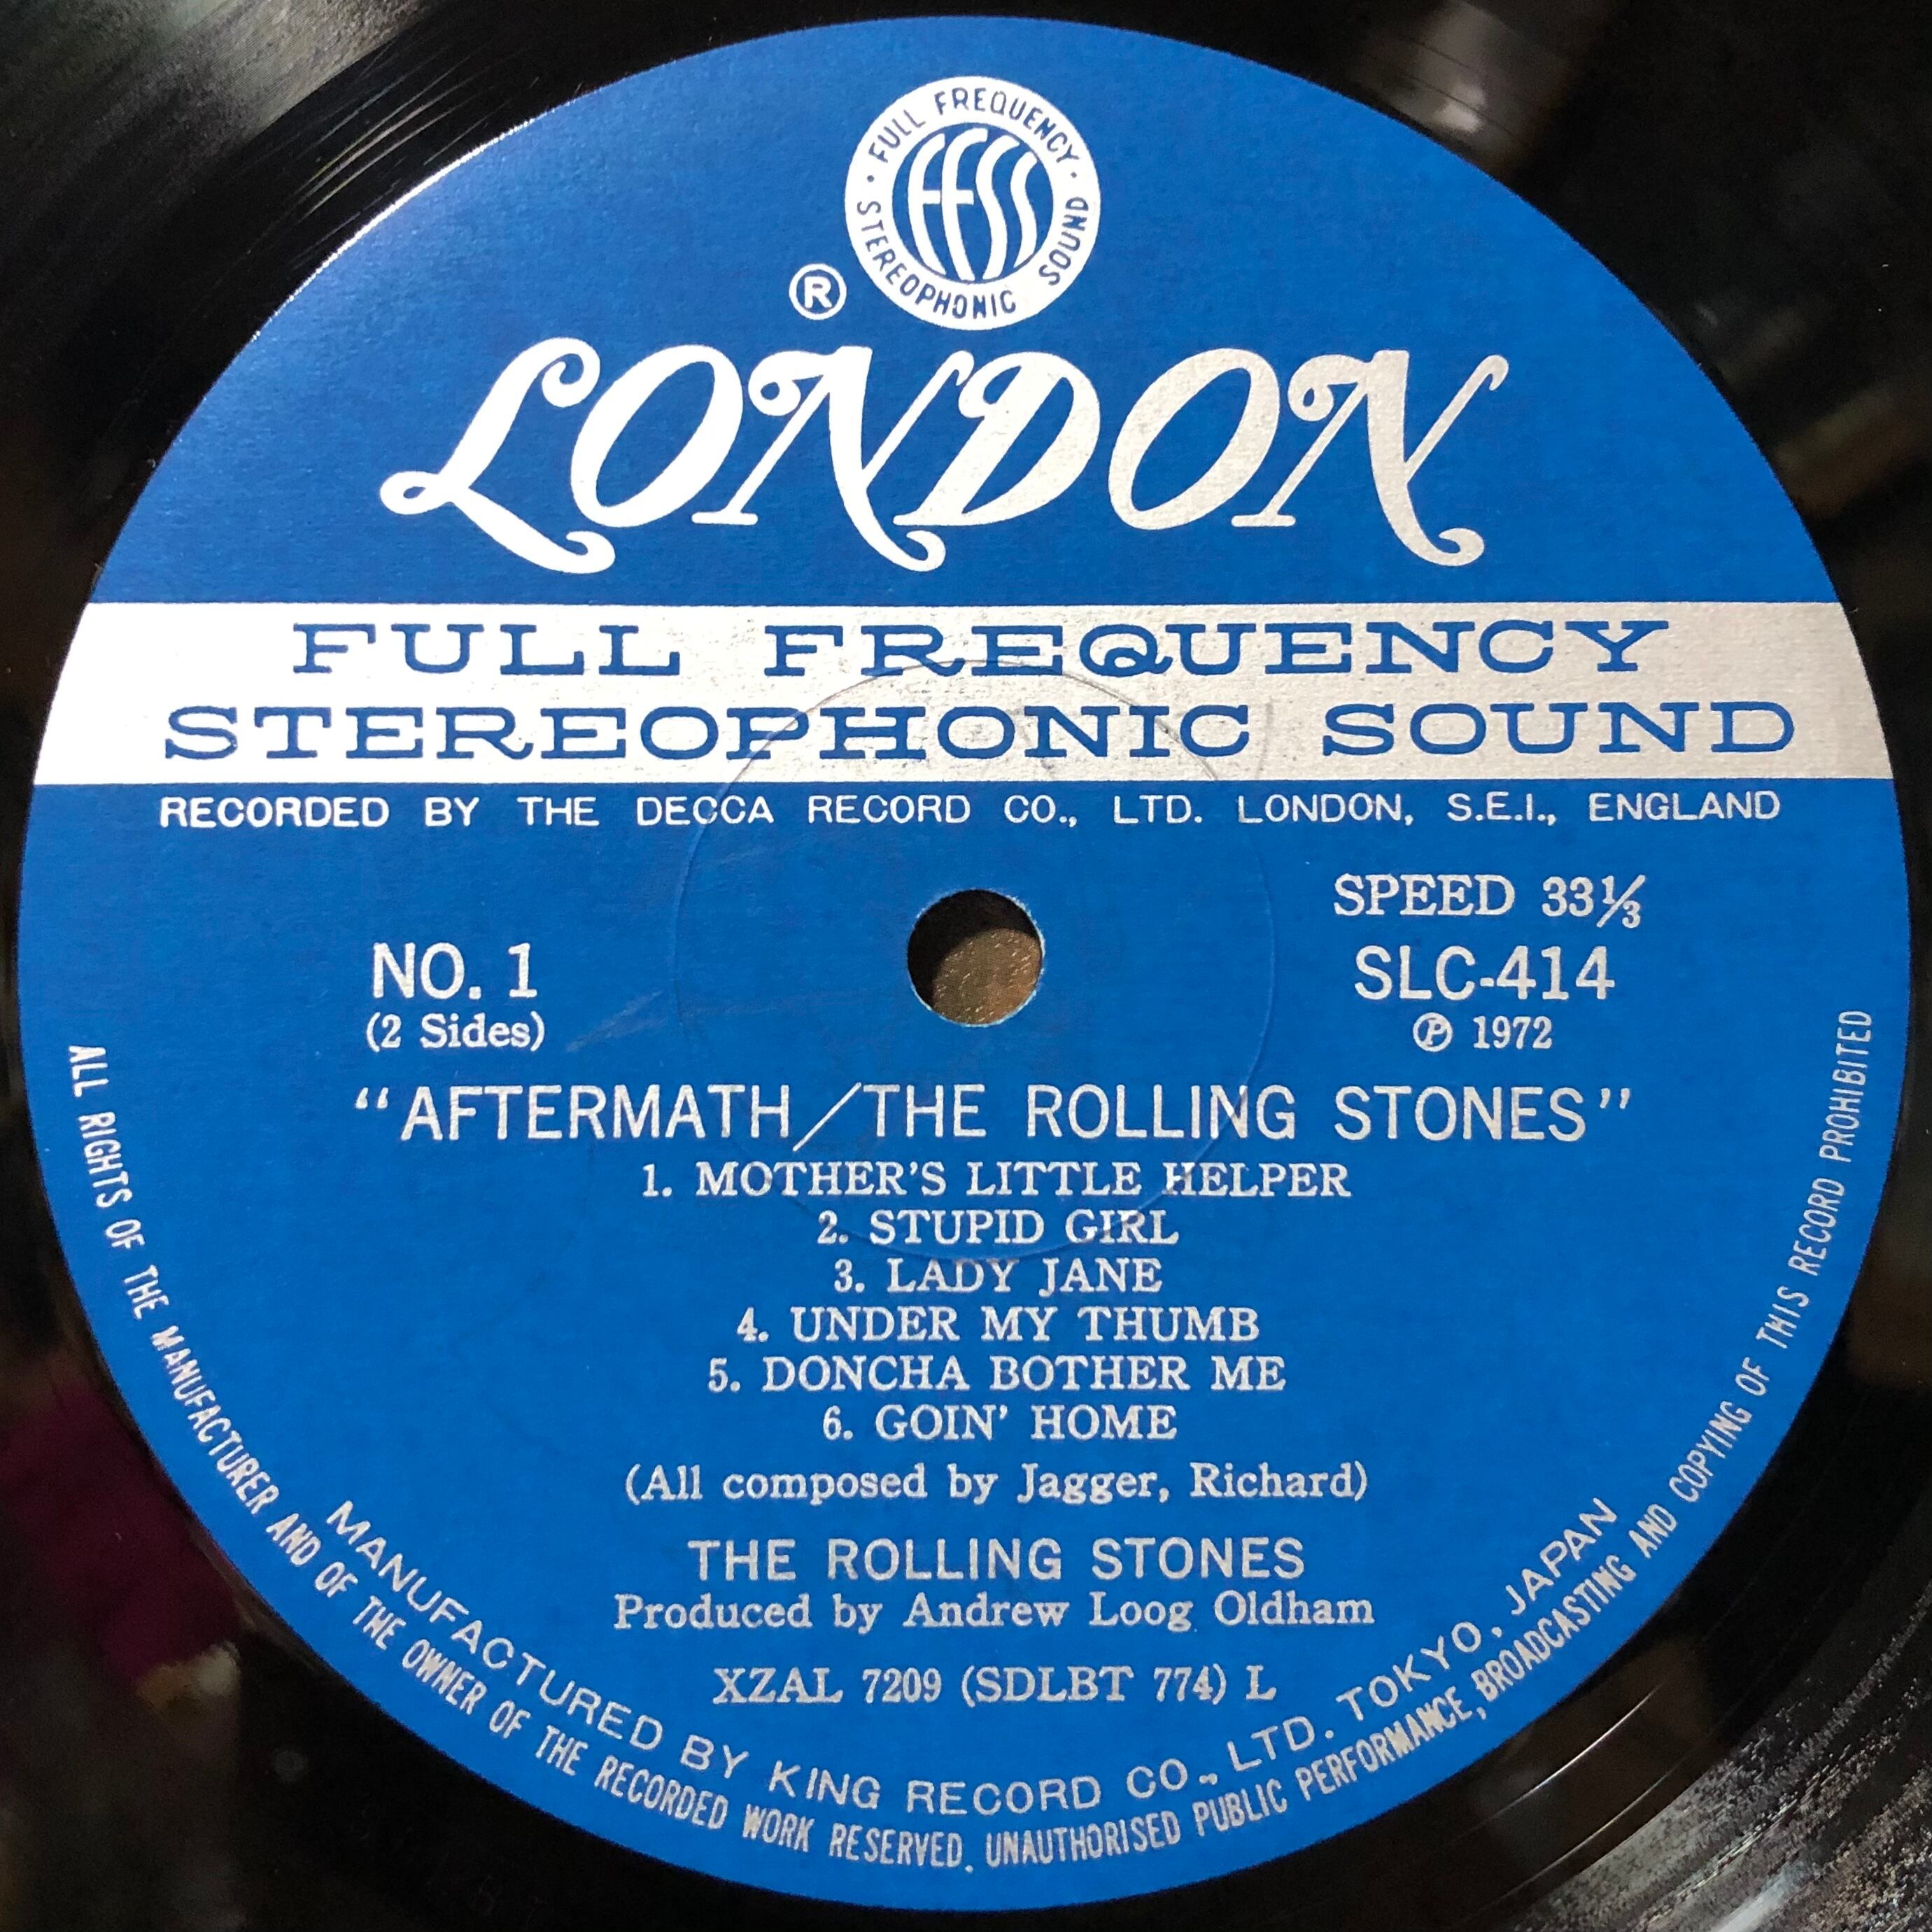 · FULL FREQUENCY ·
STEREOPHONIC SOUND
FFSS
®
LONDON
FULL FREQUENCY
STEREOPHONIC SOUND
RECORDED BY THE DECCA RECORD CO., LTD. LONDON, S.E.I., ENGLAND
SPEED 33⅓
NO. 1
SLC-414
(2 Sides)
℗ 1972
“AFTERMATH/THE ROLLING STONES”
1. MOTHER’S LITTLE HELPER
2. STUPID GIRL
3. LADY JANE
4. UNDER MY THUMB
5. DONCHA BOTHER ME
6. GOIN’ HOME
(All composed by Jagger, Richard)
THE ROLLING STONES
Produced by Andrew Loog Oldham
XZAL 7209 (SDLBT 774) L
MANUFACTURED BY KING RECORD CO., LTD. TOKYO, JAPAN
ALL RIGHTS OF THE MANUFACTURER AND OF THE OWNER OF THE RECORDED WORK RESERVED. UNAUTHORISED PUBLIC PERFORMANCE, BROADCASTING AND COPYING OF THIS RECORD PROHIBITED